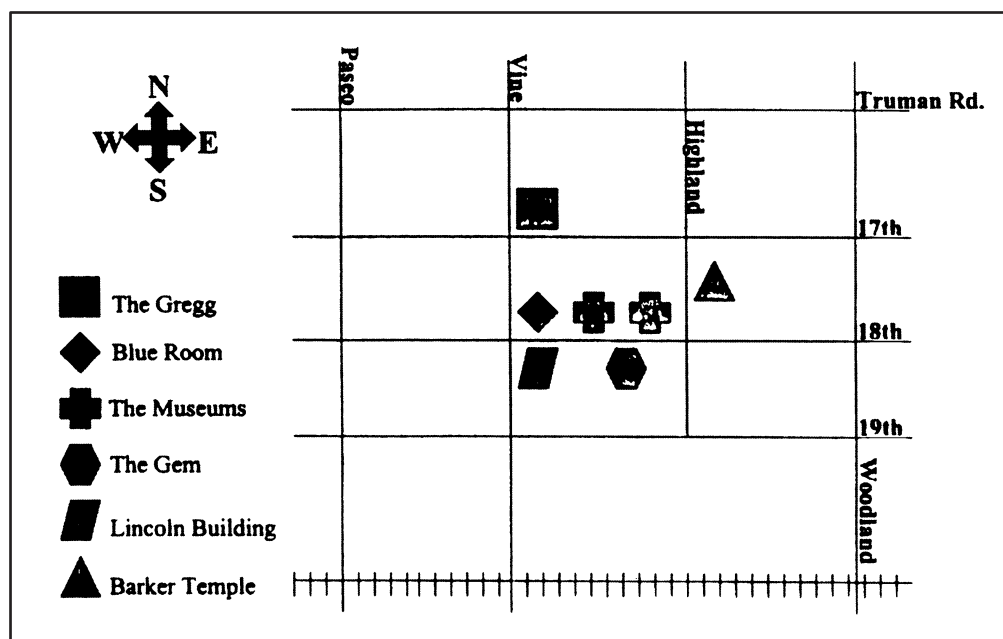 Paseo
Vine
N
W E
S
Truman Rd.
Highland
17th
18th
19th
Woodland
The Gregg
Blue Room
The Museums
The Gem
Lincoln Building
Barker Temple